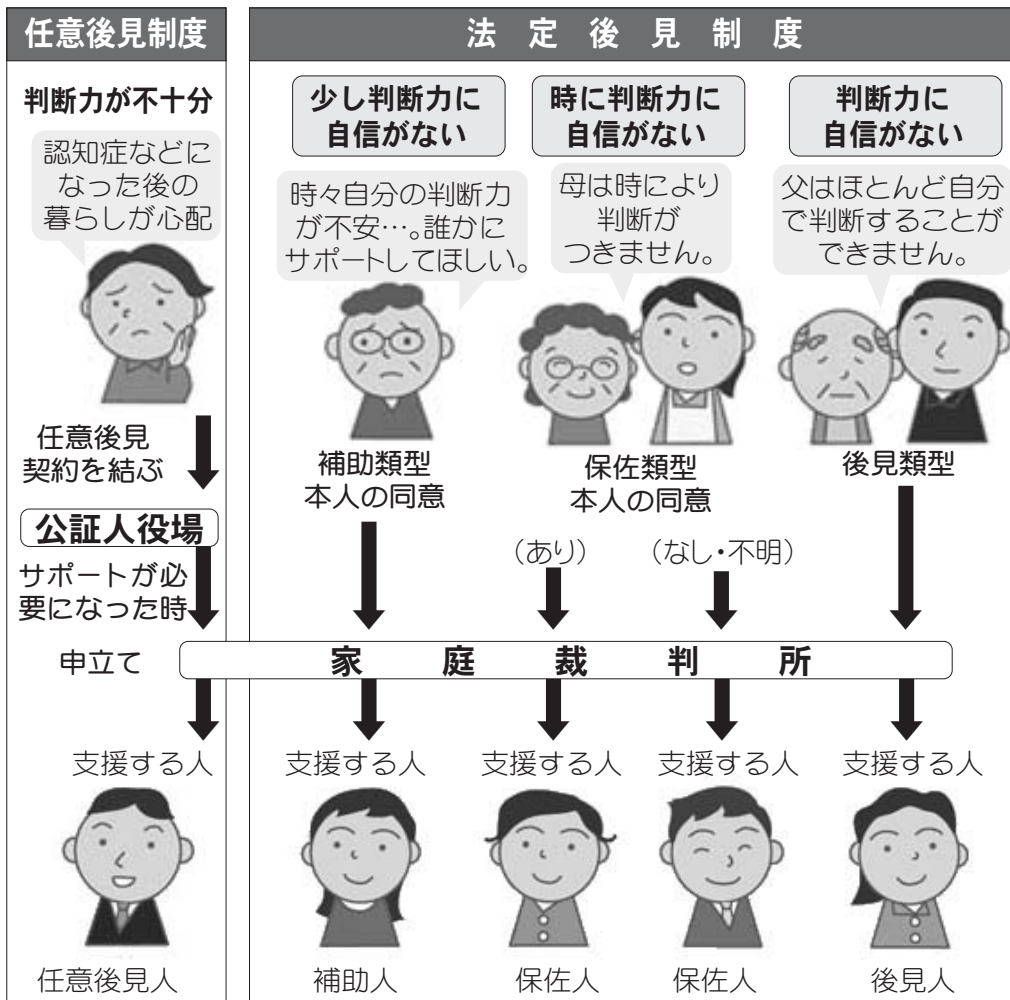 任意後見制度
判断力が不十分
認知症などに
なった後の
暮らしが心配
任意後見
契約を結ぶ
公証人役場
サポートが必
要になった時
申立て
法定後見制度
少し判断力に
自信がない
時々自分の判断力
が不安…。誰かに
サポートしてほしい。
補助類型
本人の同意
時に判断力に
自信がない
母は時により
判断が
つきません。
保佐類型
本人の同意
（あり）
（なし・不明）
判断力に
自信がない
父はほとんど自分
で判断することが
できません。
後見類型
家庭裁判所
支援する人
支援する人
支援する人
支援する人
支援する人
任意後見人
補助人
保佐人
保佐人
後見人